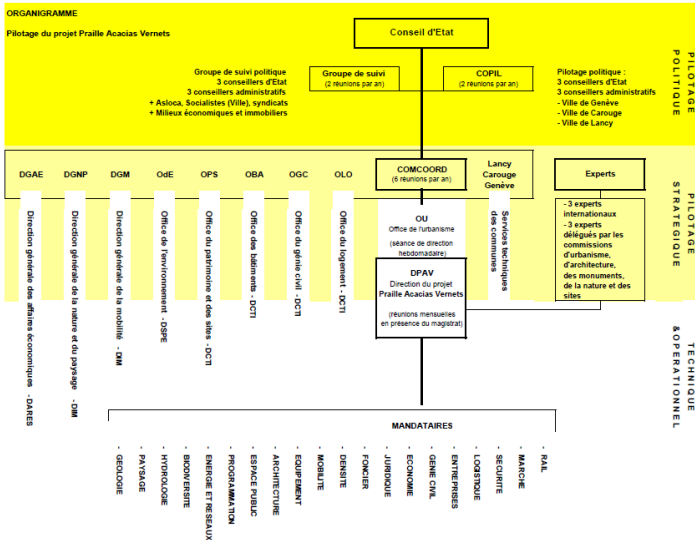 ORGANIGRAMME
Pilotage du projet Praille Acacias Vernets
Conseil d'Etat
Groupe de suivi politique
3 conseillers d'Etat
3 conseillers administratifs
+ Asloca, Socialistes (Ville), syndicats
+ Milieux économiques et immobiliers
Groupe de suivi
(2 réunions par an)
COPIL
(2 réunions par an)
Pilotage politique :
3 conseillers d'Etat
3 conseillers administratifs
- Ville de Genève
- Ville de Carouge
- Ville de Lancy
PILOTAGE
POLITIQUE
DGAE
DGNP
DGM
OdE
OPS
OBA
OGC
OLO
COMCOORD
(6 réunions par an)
Lancy
Carouge
Genève
Experts
Direction générale des affaires économiques - DARES
Direction générale de la nature et du paysage - DIM
Direction générale de la mobilité - DIM
Office de l'environnement - DSPE
Office du patrimoine et des sites - DCTI
Office des bâtiments - DCTI
Office du génie civil - DCTI
Office du logement - DCTI
OU
Office de l'urbanisme
(séance de direction
hebdomadaire)
Services techniques
des communes
- 3 experts
internationaux
- 3 experts
délégués par les
commissions
d'urbanisme,
d'architecture,
des monuments,
de la nature et des
sites
PILOTAGE
STRATEGIQUE
DPAV
Direction du projet
Praille Acacias Vernets
(réunions mensuelles
en présence du magistrat)
TECHNIQUE
& OPERATIONNEL
MANDATAIRES
- GEOLOGIE
- PAYSAGE
- HYDROLOGIE
- BIODIVERSITE
- ENERGIE ET RESEAUX
- PROGRAMMATION
- ESPACE PUBLIC
- ARCHITECTURE
- EQUIPEMENT
- MOBILITE
- DENSITE
- FONCIER
- JURIDIQUE
- ECONOMIE
- GENIE CIVIL
- ENTREPRISES
- LOGISTIQUE
- SECURITE
- MARCHE
- RAIL